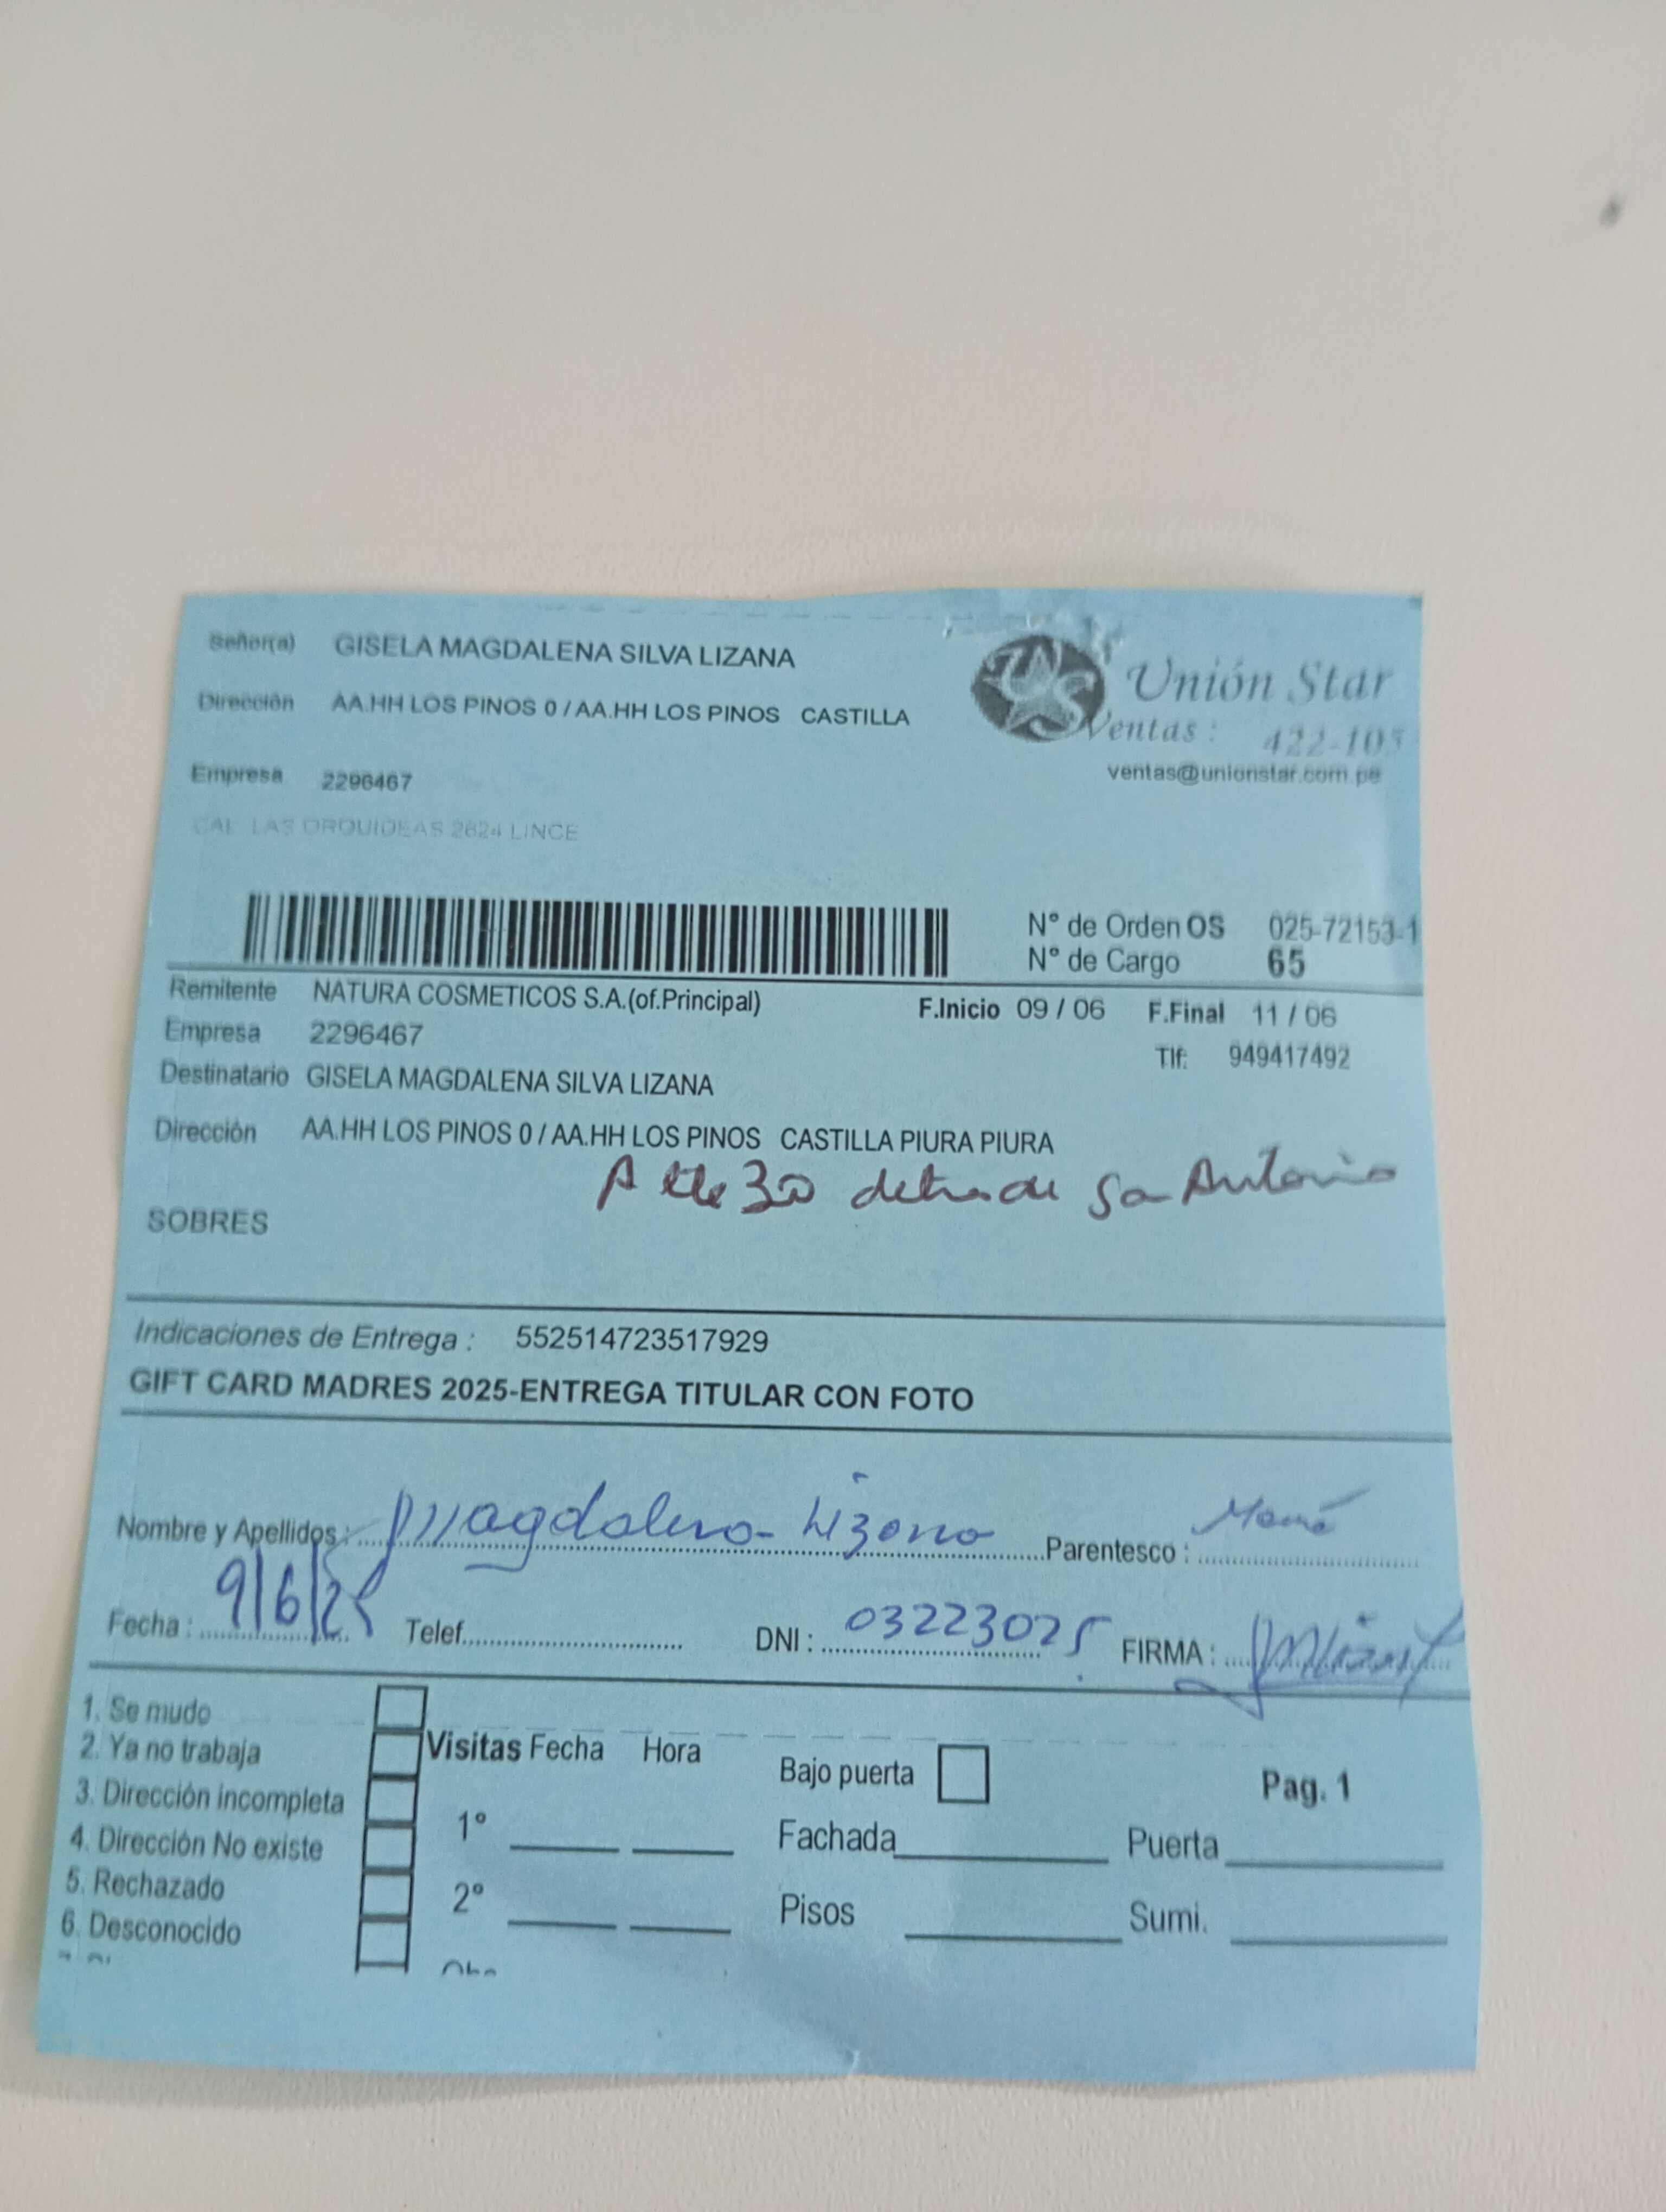 Señor(a) GISELA MAGDALENA SILVA LIZANA
Dirección AA.HH LOS PINOS 0 / AA.HH LOS PINOS CASTILLA
Unión Star
Ventas : 422-105
ventas@unionstar.com.pe
Empresa 2296467
CAL LAS ORQUIDEAS 2624 LINCE
N° de Orden OS 025-72153-1
N° de Cargo 65
Remitente NATURA COSMETICOS S.A.(of.Principal) F.Inicio 09 / 06 F.Final 11 / 06
Empresa 2296467 Tlf: 949417492
Destinatario GISELA MAGDALENA SILVA LIZANA
Dirección AA.HH LOS PINOS 0 / AA.HH LOS PINOS CASTILLA PIURA PIURA
detras de San Antonio
SOBRES
Indicaciones de Entrega : 552514723517929
GIFT CARD MADRES 2025-ENTREGA TITULAR CON FOTO
Nombre y Apellidos : Magdalena Lizana Parentesco : Mamá
Fecha : 9/6/25 Telef. DNI : 03223025 FIRMA :
1. Se mudo
2. Ya no trabaja
3. Dirección incompleta
4. Dirección No existe
5. Rechazado
6. Desconocido
Visitas Fecha Hora
1°
2°
Bajo puerta
Fachada
Pisos
Pag. 1
Puerta
Sumi.